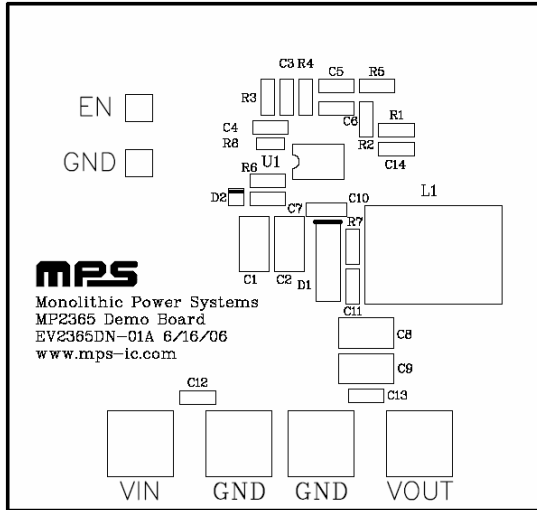 C3 R4 C5 R5
EN
R3
C4
C6
R1
R8
U1
R2
C14
GND
R6
D2
C7
C10
L1
R7
C1
C2
D1
C11
mps
Monolithic Power Systems
MP2365 Demo Board
EV2365DN-01A 6/16/06
www.mps-ic.com
C8
C9
C12
C13
VIN GND GND VOUT